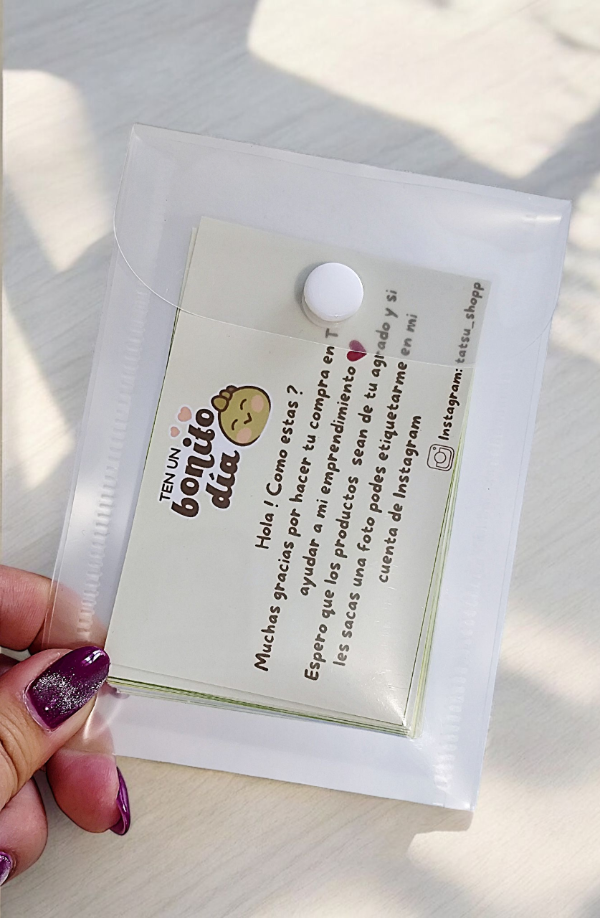 TEN UN
bonito
día
Hola ! Como estas ?
Muchas gracias por hacer tu compra en T
ayudar a mi emprendimiento
Espero que los productos sean de tu agrado y si
les sacas una foto podes etiquetarme en mi
cuenta de Instagram
Instagram: tatsu_shopp